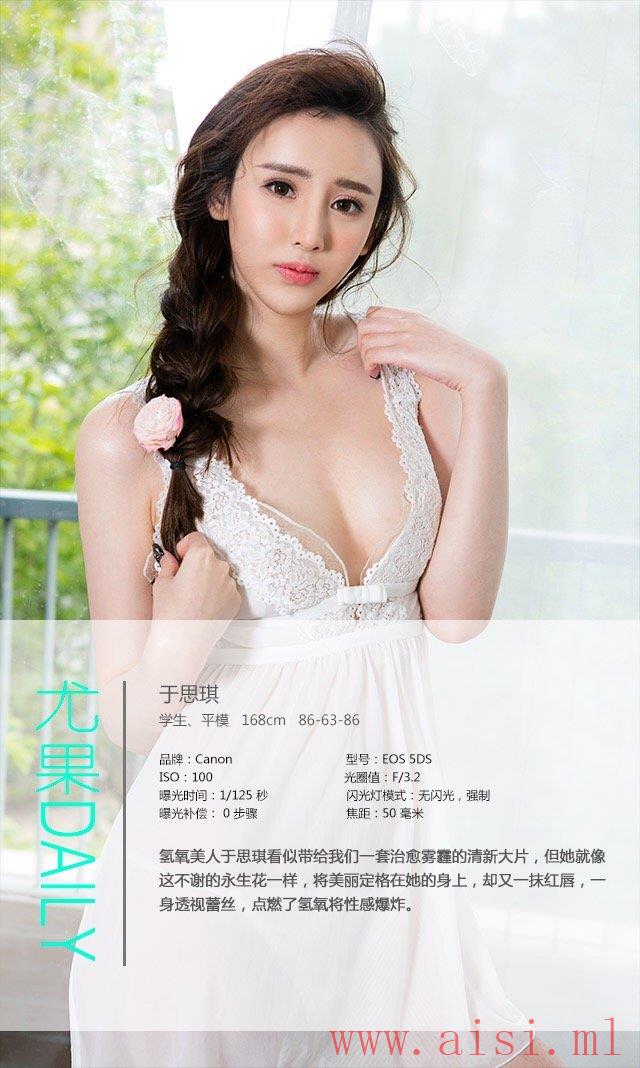 尤果DAILY
于思琪
学生、平模 168cm 86-63-86
品牌：Canon 型号：EOS 5DS
ISO：100 光圈值：F/3.2
曝光时间：1/125 秒 闪光灯模式：无闪光，强制
曝光补偿： 0 步骤 焦距：50 毫米
氢氧美人于思琪看似带给我们一套治愈雾霾的清新大片，但她就像
这不谢的永生花一样，将美丽定格在她的身上，却又一抹红唇，一
身透视蕾丝，点燃了氢氧将性感爆炸。
www.aisi.ml